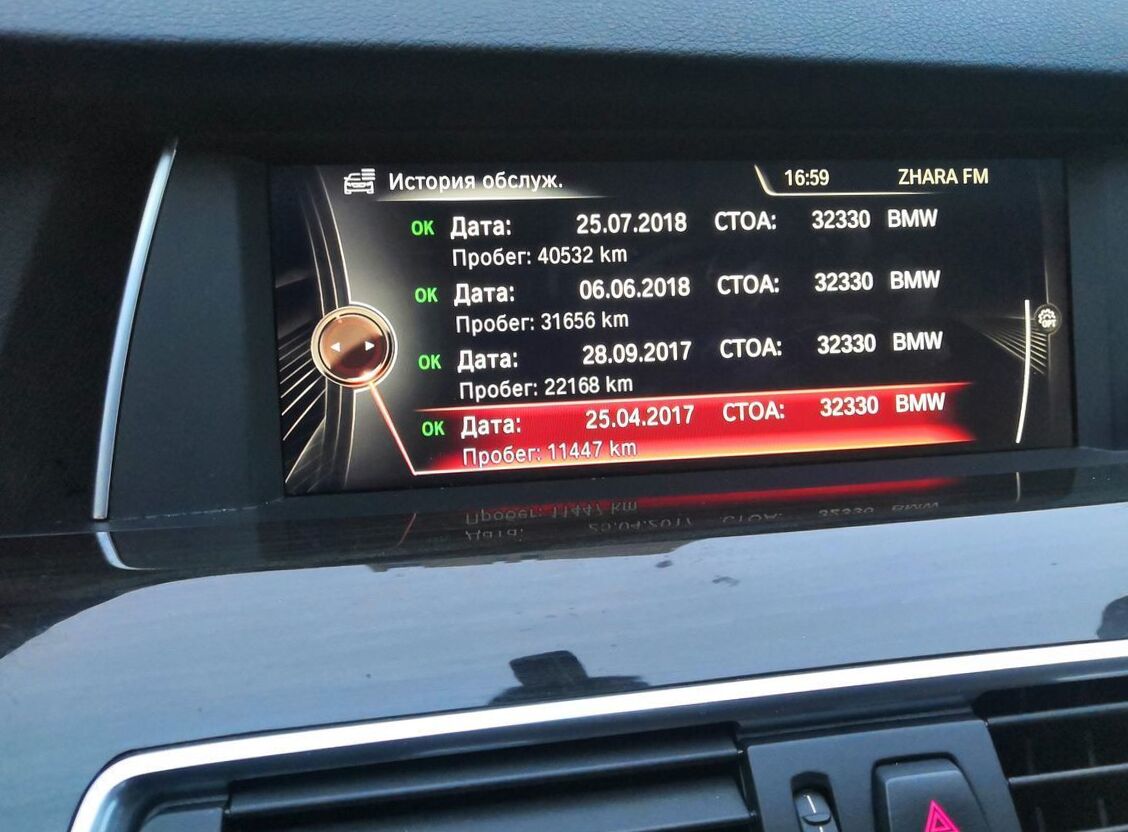 История обслуж. 16:59 ZHARA FM
OK Дата: 25.07.2018 СТОА: 32330 BMW
Пробег: 40532 km
OK Дата: 06.06.2018 СТОА: 32330 BMW
Пробег: 31656 km
OK Дата: 28.09.2017 СТОА: 32330 BMW
Пробег: 22168 km
OK Дата: 25.04.2017 СТОА: 32330 BMW
Пробег: 11447 km
OPT